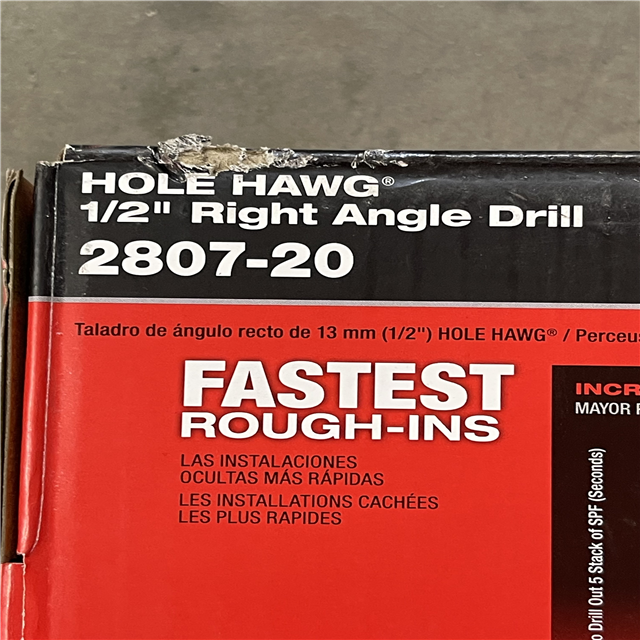 HOLE HAWG®
1/2" Right Angle Drill
2807-20
Taladro de ángulo recto de 13 mm (1/2") HOLE HAWG® /
FASTEST
ROUGH-INS
LAS INSTALACIONES
OCULTAS MÁS RÁPIDAS
LES INSTALLATIONS CACHÉES
LES PLUS RAPIDES
MAYOR
Drill Out 5 Stack of SPF (Seconds)